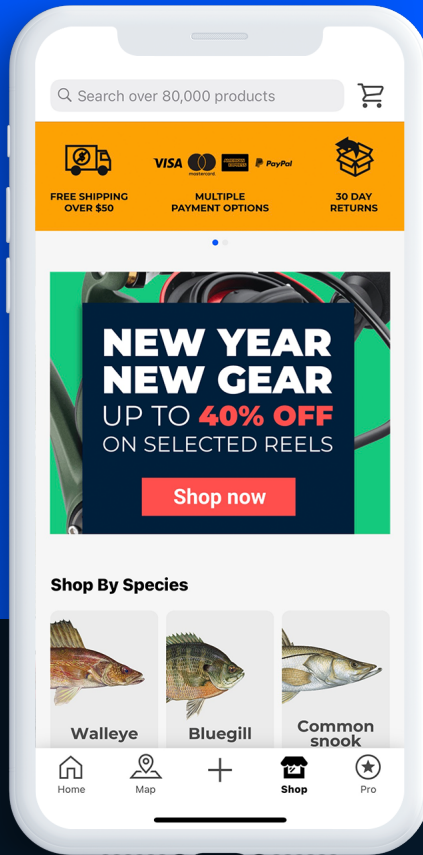 Search over 80,000 products
VISA
mastercard
AMERICAN EXPRESS
PayPal
FREE SHIPPING
OVER $50
MULTIPLE
PAYMENT OPTIONS
30 DAY
RETURNS
NEW YEAR
NEW GEAR
UP TO 40% OFF
ON SELECTED REELS
Shop now
Shop By Species
Walleye
Bluegill
Common
snook
Home
Map
Shop
Pro